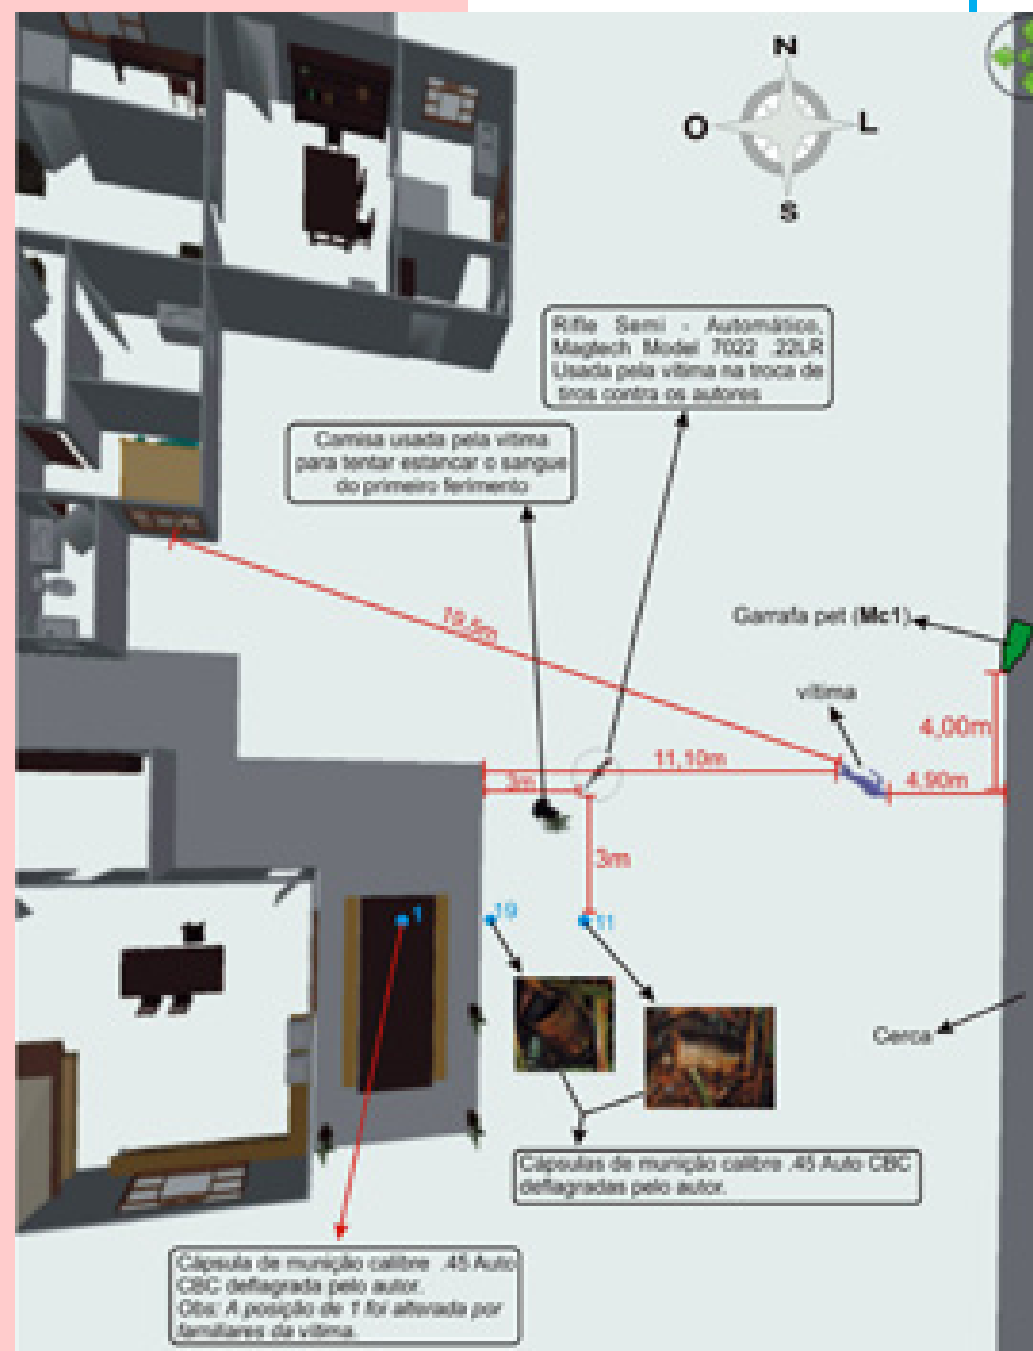 N
O
L
S
Rifle Semi - Automático,
Magtech Model 7022 .22LR
Usada pela vítima na troca de
tiros contra os autores
Camisa usada pela vítima
para tentar estancar o sangue
do primeiro ferimento
19,5m
Garrafa pet (Mc1)
vítima
4,00m
11,10m
3m
4,90m
3m
1
19
11
Cerca
Cápsulas de munição calibre .45 Auto CBC
deflagradas pelo autor.
Cápsula de munição calibre .45 Auto
CBC deflagrada pelo autor.
Obs: A posição de 1 foi alterada por
familiares da vítima.